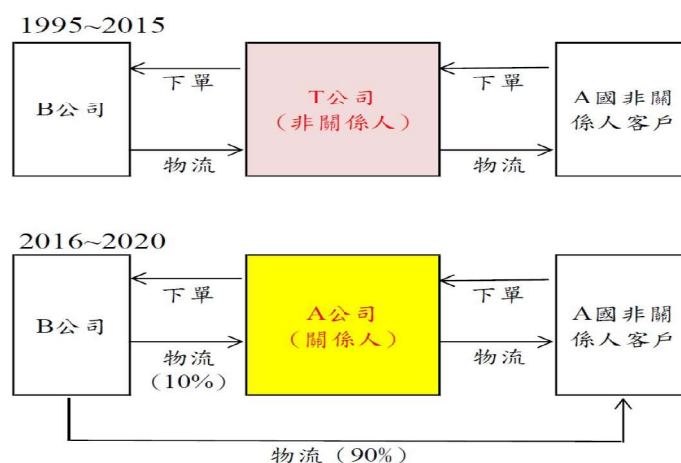 1995~2015
下單
下單
B公司
T公司
(非關係人)
A國非關
係人客戶
物流
物流
2016~2020
下單
下單
B公司
A公司
(關係人)
A國非關
係人客戶
物流
(10%)
物流
物流（90%）